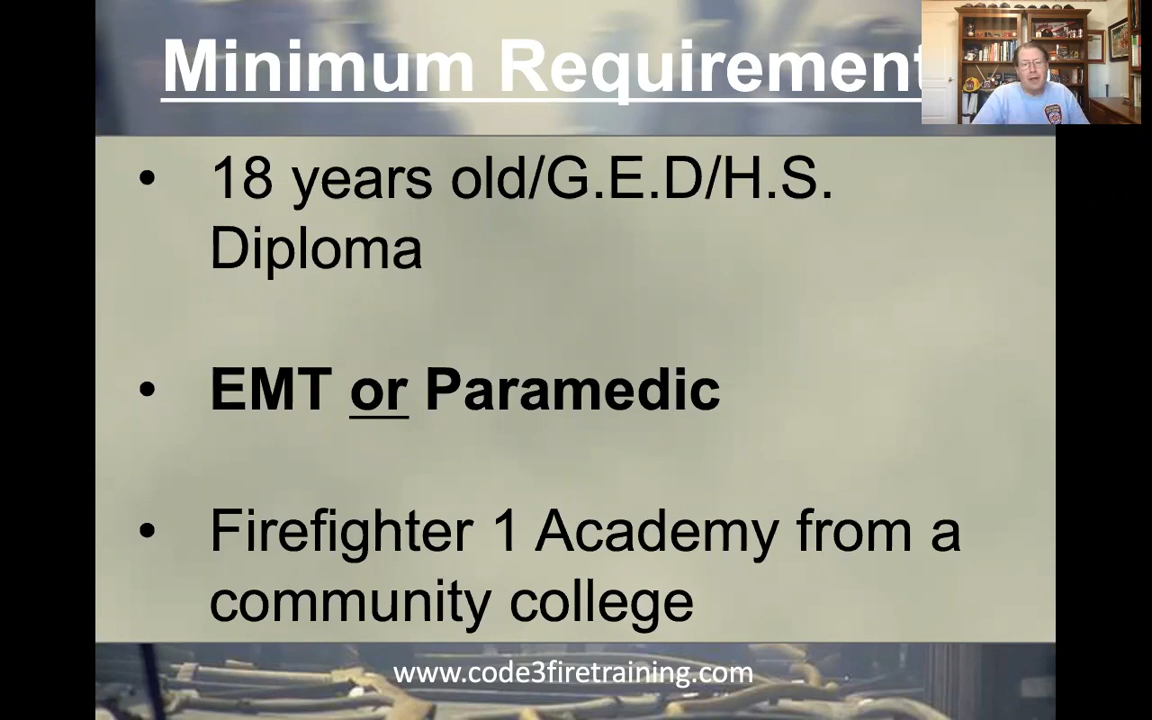 Minimum Requirement
• 18 years old/G.E.D/H.S.
Diploma
• EMT or Paramedic
• Firefighter 1 Academy from a
community college
www.code3firetraining.com